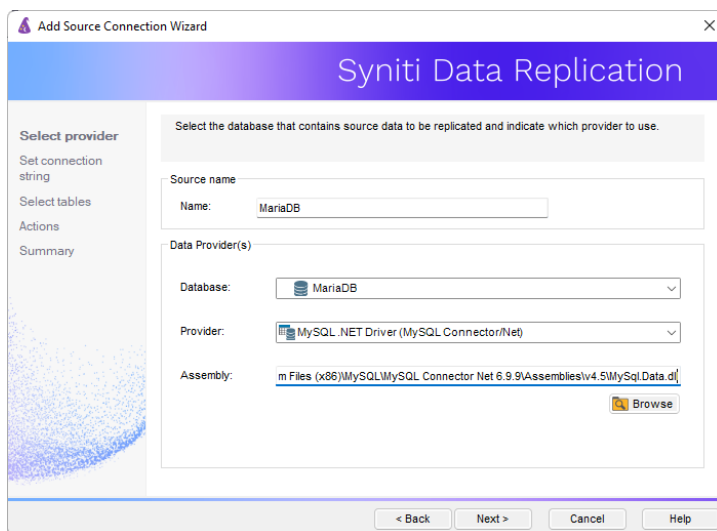 Add Source Connection Wizard
Syniti Data Replication
Select provider
Set connection
string
Select tables
Actions
Summary
Select the database that contains source data to be replicated and indicate which provider to use.
Source name
Name: MariaDB
Data Provider(s)
Database: MariaDB
Provider: MySQL .NET Driver (MySQL Connector/Net)
Assembly: m Files (x86)\MySQL\MySQL Connector Net 6.9.9\Assemblies\v4.5\MySql.Data.dl
Browse
< Back Next > Cancel Help